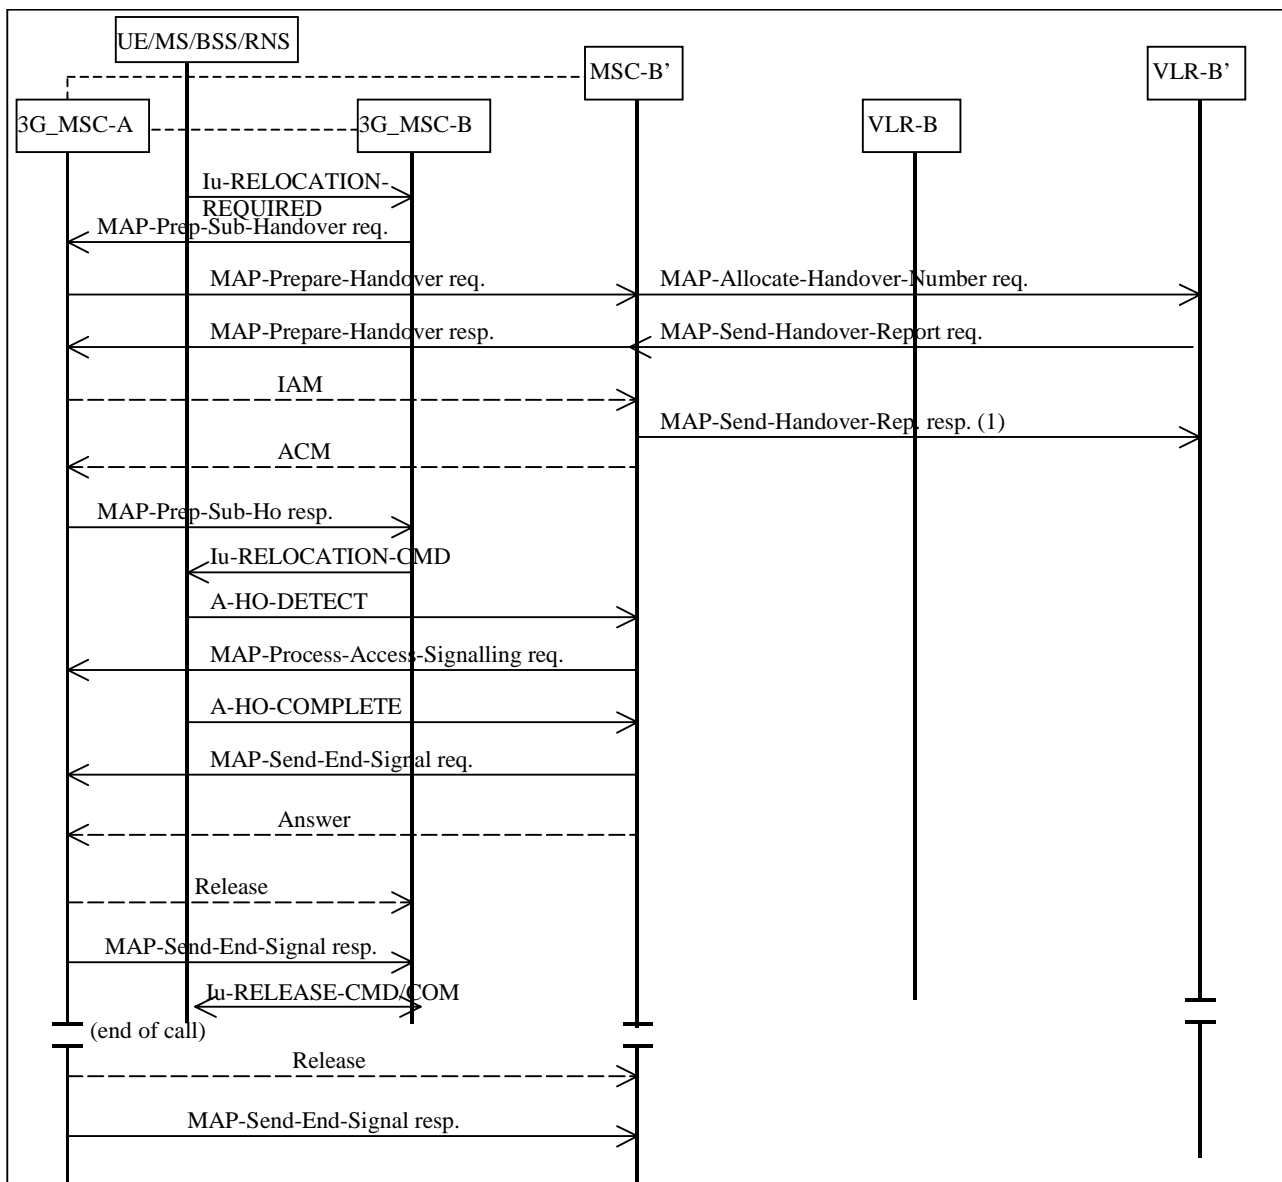 UE/MS/BSS/RNS
MSC-B’
VLR-B’
3G_MSC-A
3G_MSC-B
VLR-B
Iu-RELOCATION-
REQUIRED
MAP-Prep-Sub-Handover req.
MAP-Prepare-Handover req.
MAP-Allocate-Handover-Number req.
MAP-Prepare-Handover resp.
MAP-Send-Handover-Report req.
IAM
MAP-Send-Handover-Rep. resp. (1)
ACM
MAP-Prep-Sub-Ho resp.
Iu-RELOCATION-CMD
A-HO-DETECT
MAP-Process-Access-Signalling req.
A-HO-COMPLETE
MAP-Send-End-Signal req.
Answer
Release
MAP-Send-End-Signal resp.
Iu-RELEASE-CMD/COM
(end of call)
Release
MAP-Send-End-Signal resp.